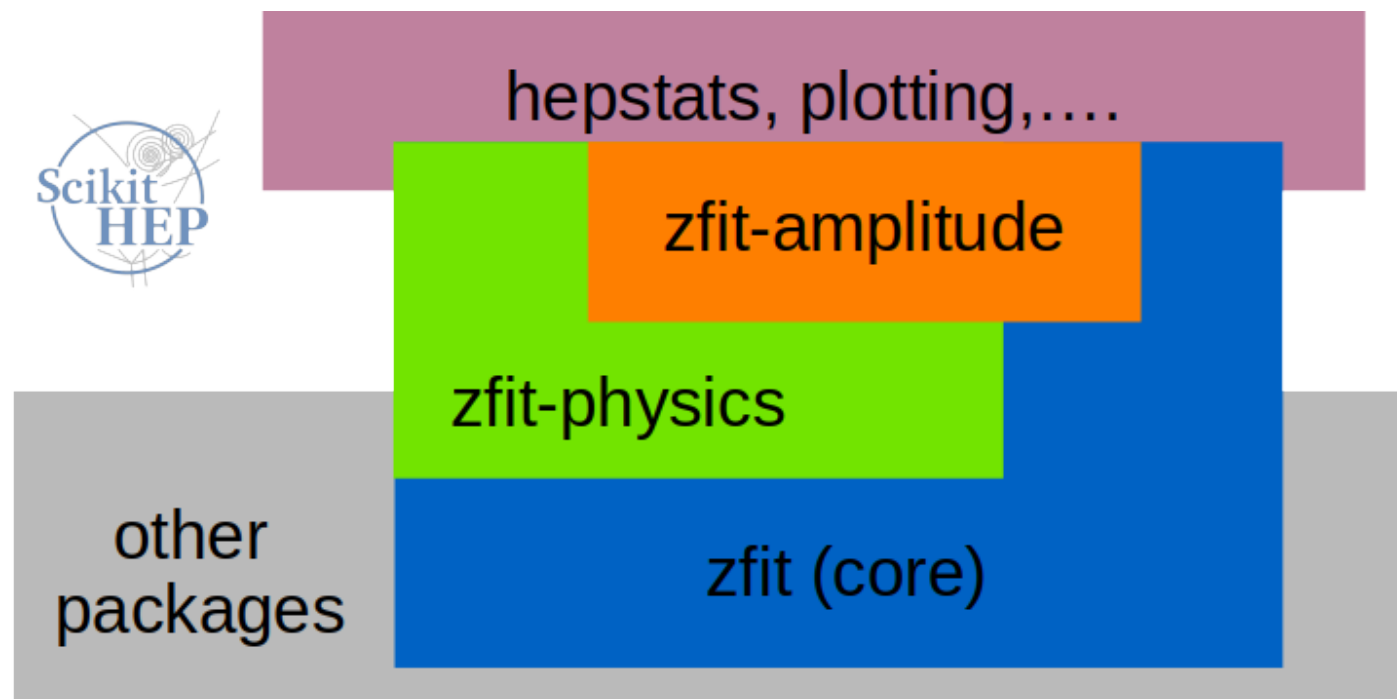 hepstats, plotting,....
Scikit
HEP
zfit-amplitude
zfit-physics
other
packages
zfit (core)